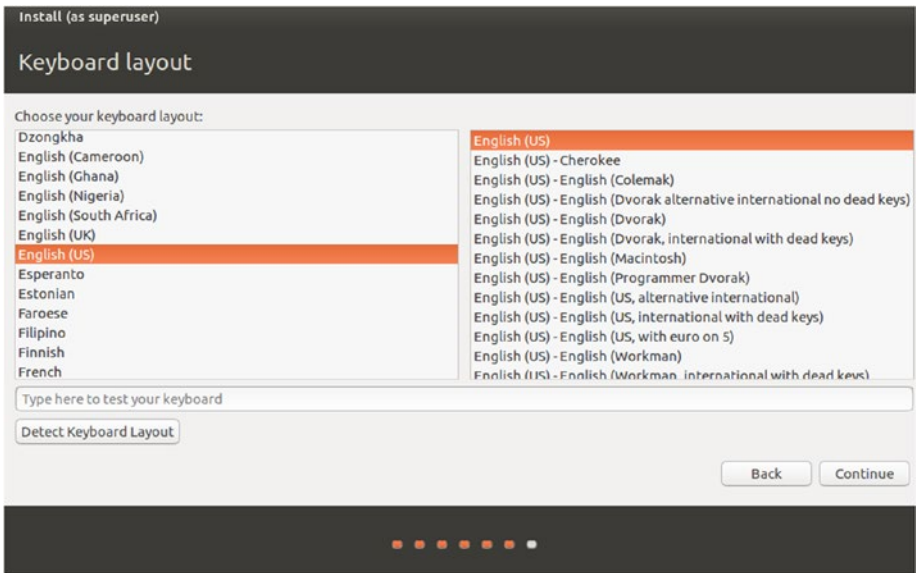 Install (as superuser)
Keyboard layout
Choose your keyboard layout:
Dzongkha
English (Cameroon)
English (Ghana)
English (Nigeria)
English (South Africa)
English (UK)
English (US)
Esperanto
Estonian
Faroese
Filipino
Finnish
French
English (US)
English (US) - Cherokee
English (US) - English (Colemak)
English (US) - English (Dvorak alternative international no dead keys)
English (US) - English (Dvorak)
English (US) - English (Dvorak, international with dead keys)
English (US) - English (Macintosh)
English (US) - English (Programmer Dvorak)
English (US) - English (US, alternative international)
English (US) - English (US, international with dead keys)
English (US) - English (US, with euro on 5)
English (US) - English (Workman)
English (US) - English (Workman, international with dead keys)
Type here to test your keyboard
Detect Keyboard Layout
Back
Continue